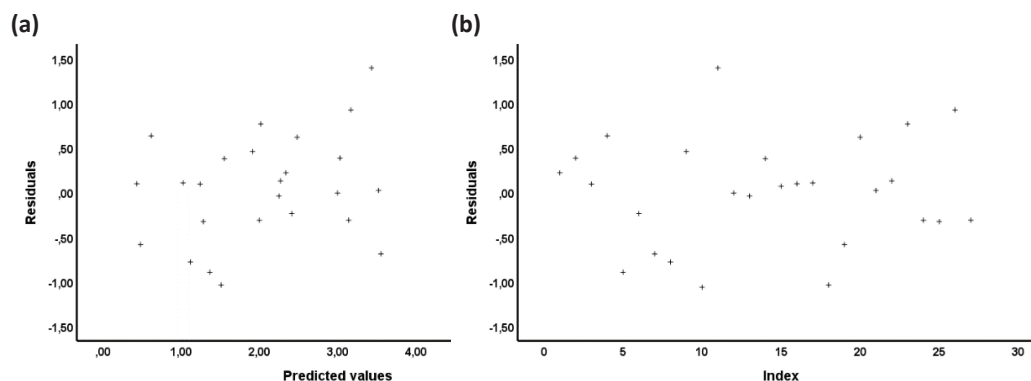 (a)
Residuals
1,50
1,00
,50
,00
-,50
-1,00
-1,50
,00 1,00 2,00 3,00 4,00
Predicted values
(b)
Residuals
1,50
1,00
,50
,00
-,50
-1,00
-1,50
0 5 10 15 20 25 30
Index